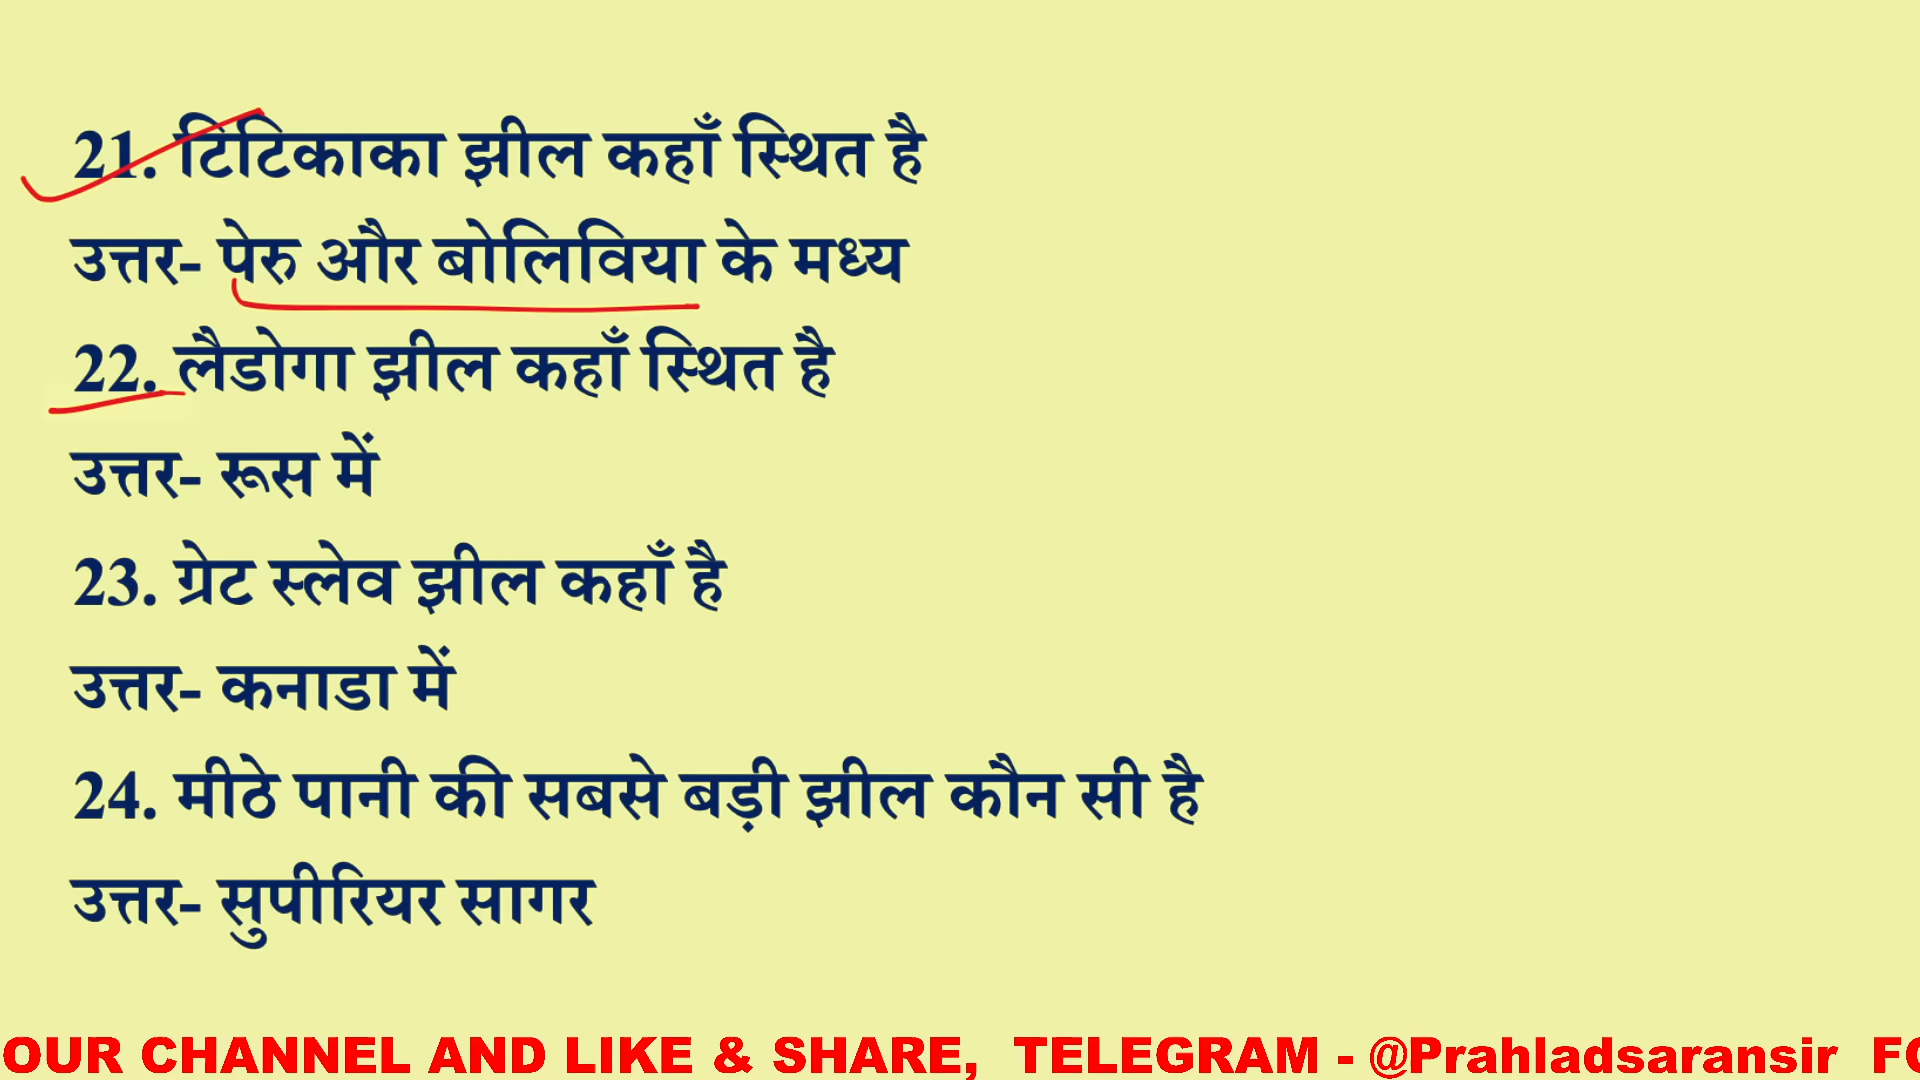 21. टिटिकाका झील कहाँ स्थित है
उत्तर- पेरु और बोलिविया के मध्य
22. लैडोगा झील कहाँ स्थित है
उत्तर- रूस में
23. ग्रेट स्लेव झील कहाँ है
उत्तर- कनाडा में
24. मीठे पानी की सबसे बड़ी झील कौन सी है
उत्तर- सुपीरियर सागर
OUR CHANNEL AND LIKE & SHARE, TELEGRAM - @Prahladsaransir